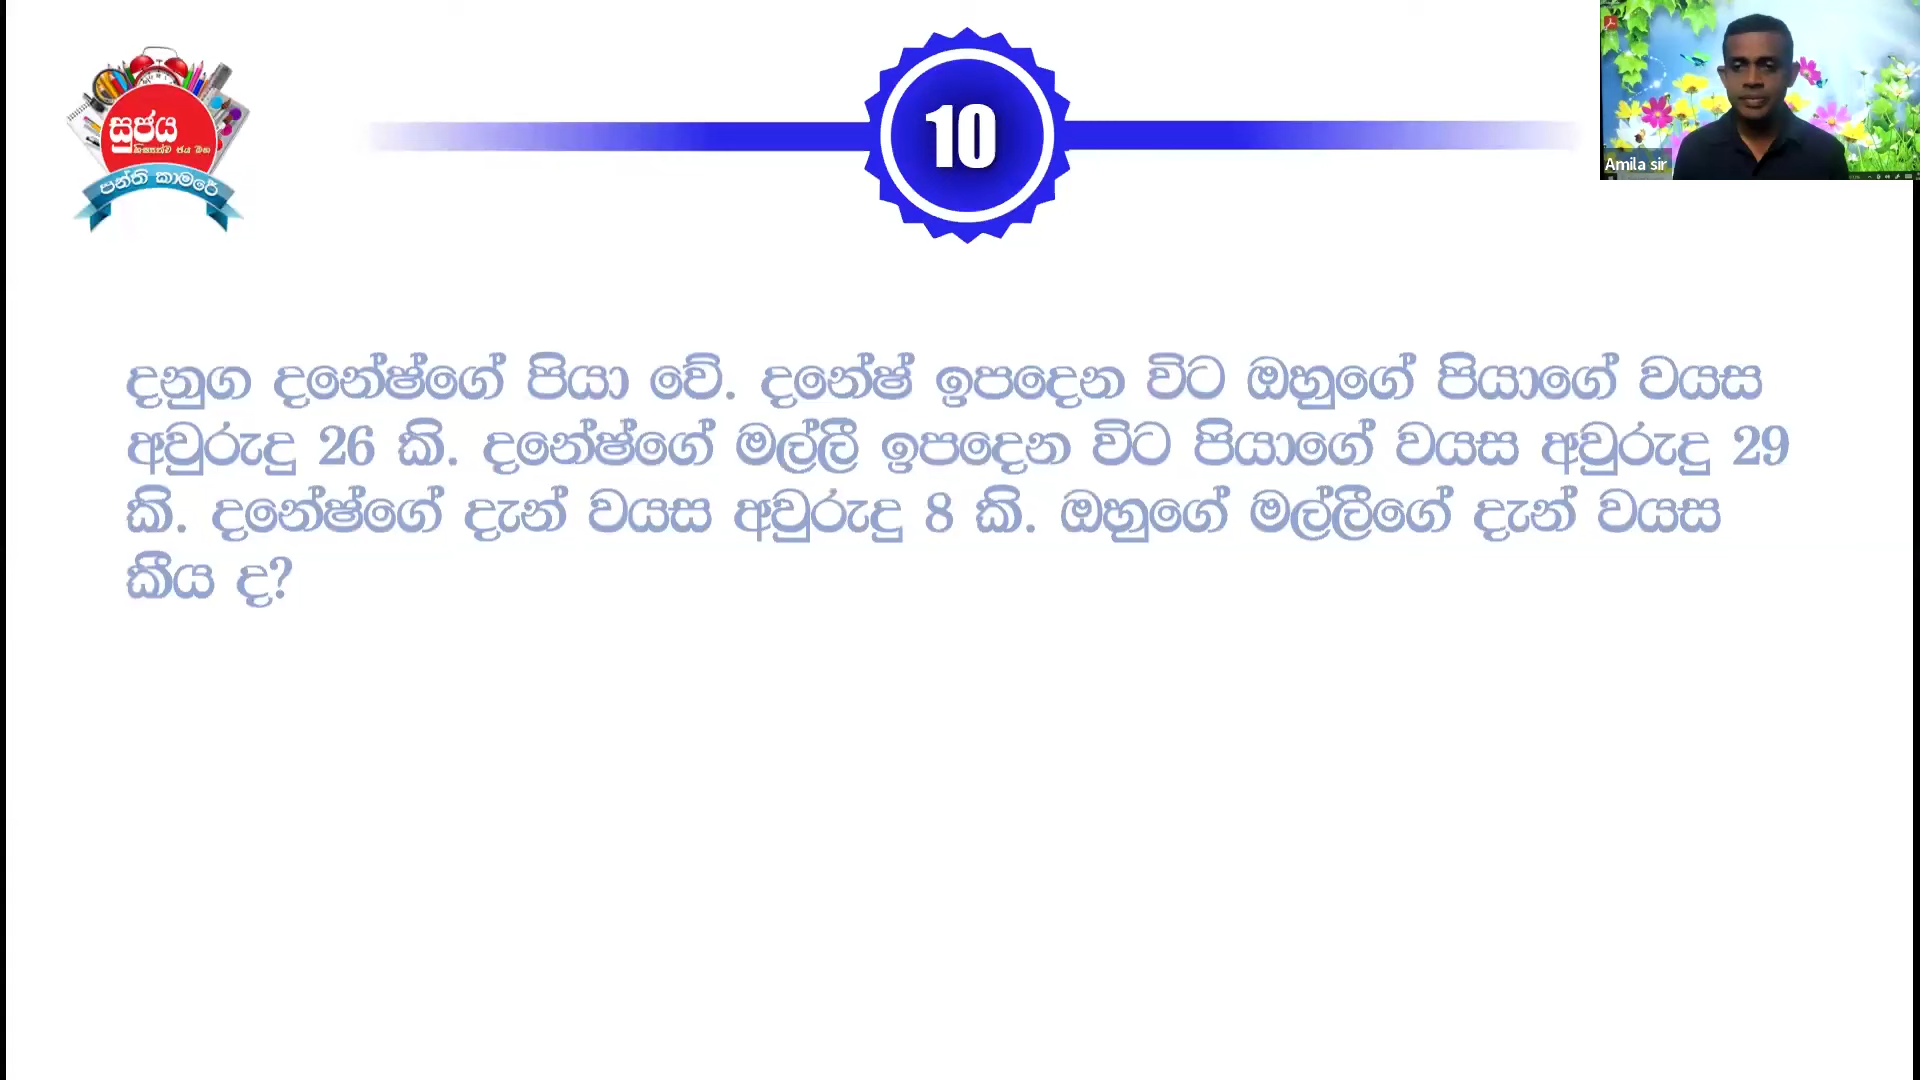 10
සුජය
පන්ති කාමරේ
Amila sir
දනුග දනේෂ්ගේ පියා වේ. දනේෂ් ඉපදෙන විට ඔහුගේ පියාගේ වයස
අවුරුදු 26 කි. දනේෂ්ගේ මල්ලී ඉපදෙන විට පියාගේ වයස අවුරුදු 29
කි. දනේෂ්ගේ දැන් වයස අවුරුදු 8 කි. ඔහුගේ මල්ලීගේ දැන් වයස
කීය ද?